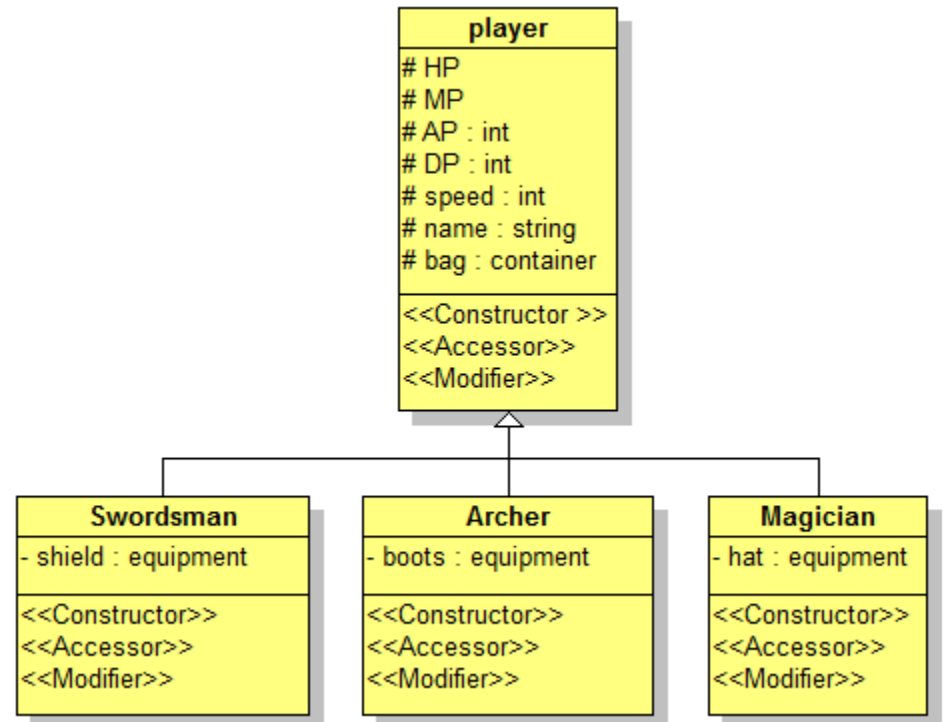 player
# HP
# MP
# AP : int
# DP : int
# speed : int
# name : string
# bag : container
<<Constructor >>
<<Accessor>>
<<Modifier>>
Swordsman
- shield : equipment
<<Constructor>>
<<Accessor>>
<<Modifier>>
Archer
- boots : equipment
<<Constructor>>
<<Accessor>>
<<Modifier>>
Magician
- hat : equipment
<<Constructor>>
<<Accessor>>
<<Modifier>>